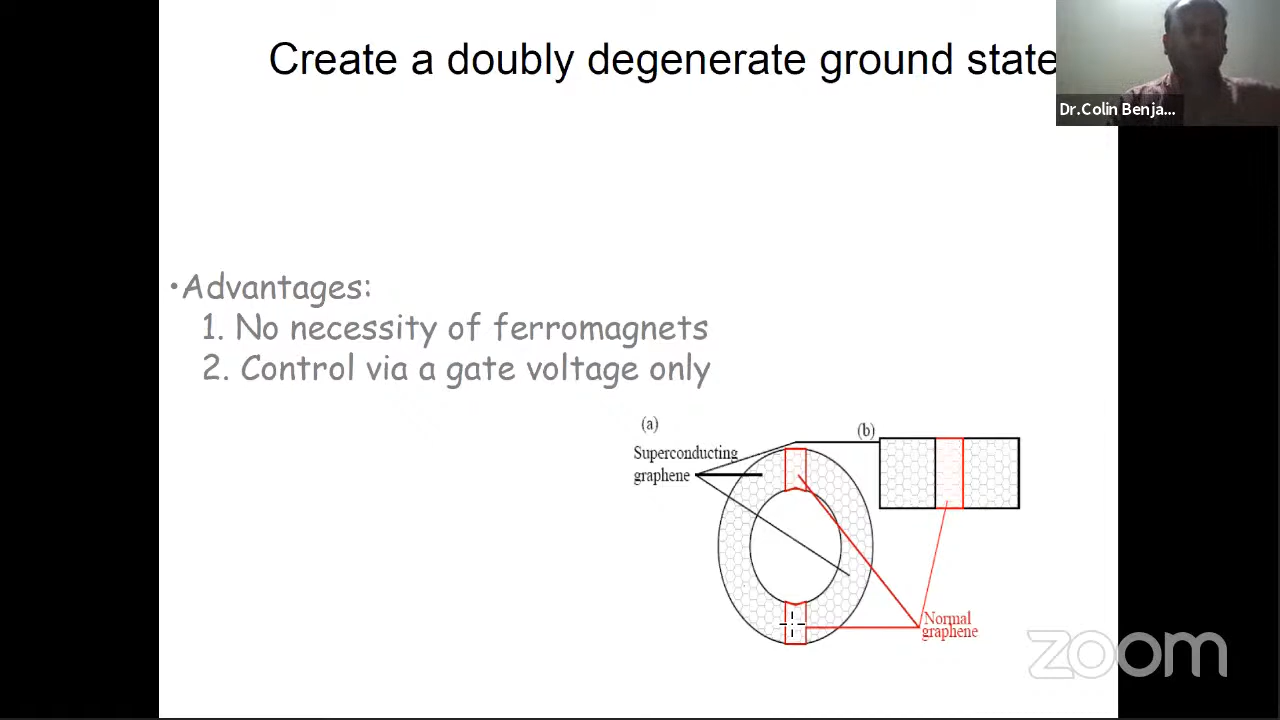 Create a doubly degenerate ground state
Dr.Colin Benja...
•Advantages:
1. No necessity of ferromagnets
2. Control via a gate voltage only
(a)
(b)
Superconducting
graphene
Normal
graphene
zoom